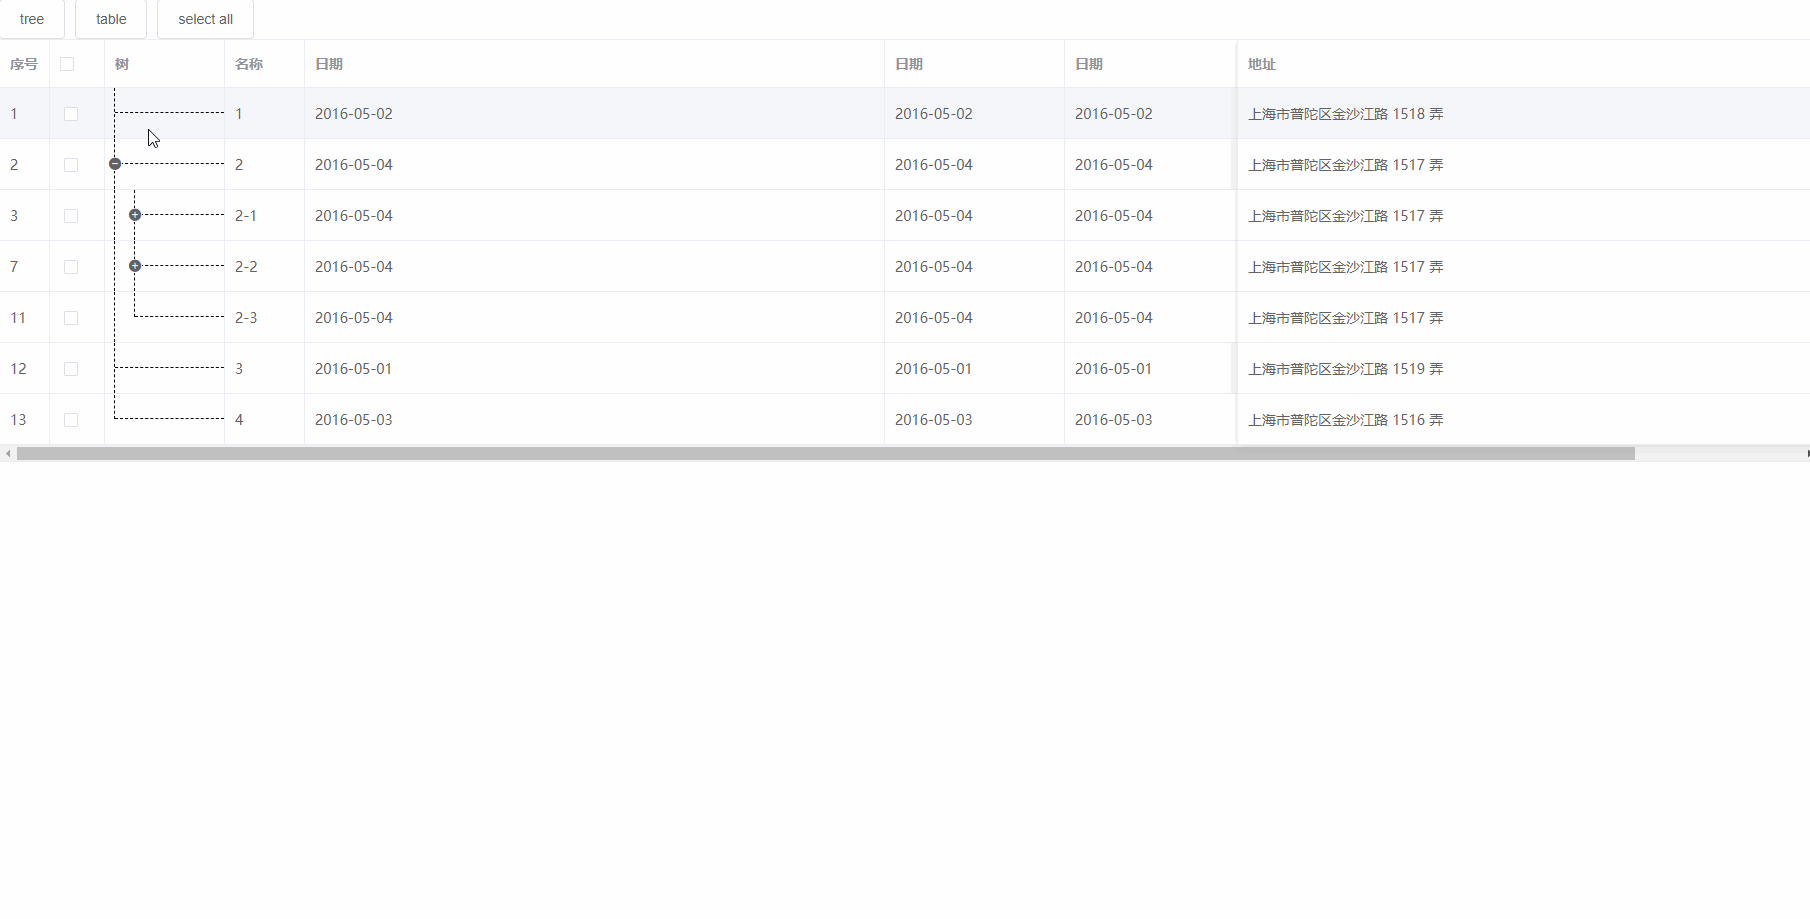 tree table select all
序号 树 名称 日期 日期 日期 地址
1 1 2016-05-02 2016-05-02 2016-05-02 上海市普陀区金沙江路 1518 弄
2 2 2016-05-04 2016-05-04 2016-05-04 上海市普陀区金沙江路 1517 弄
3 2-1 2016-05-04 2016-05-04 2016-05-04 上海市普陀区金沙江路 1517 弄
7 2-2 2016-05-04 2016-05-04 2016-05-04 上海市普陀区金沙江路 1517 弄
11 2-3 2016-05-04 2016-05-04 2016-05-04 上海市普陀区金沙江路 1517 弄
12 3 2016-05-01 2016-05-01 2016-05-01 上海市普陀区金沙江路 1519 弄
13 4 2016-05-03 2016-05-03 2016-05-03 上海市普陀区金沙江路 1516 弄